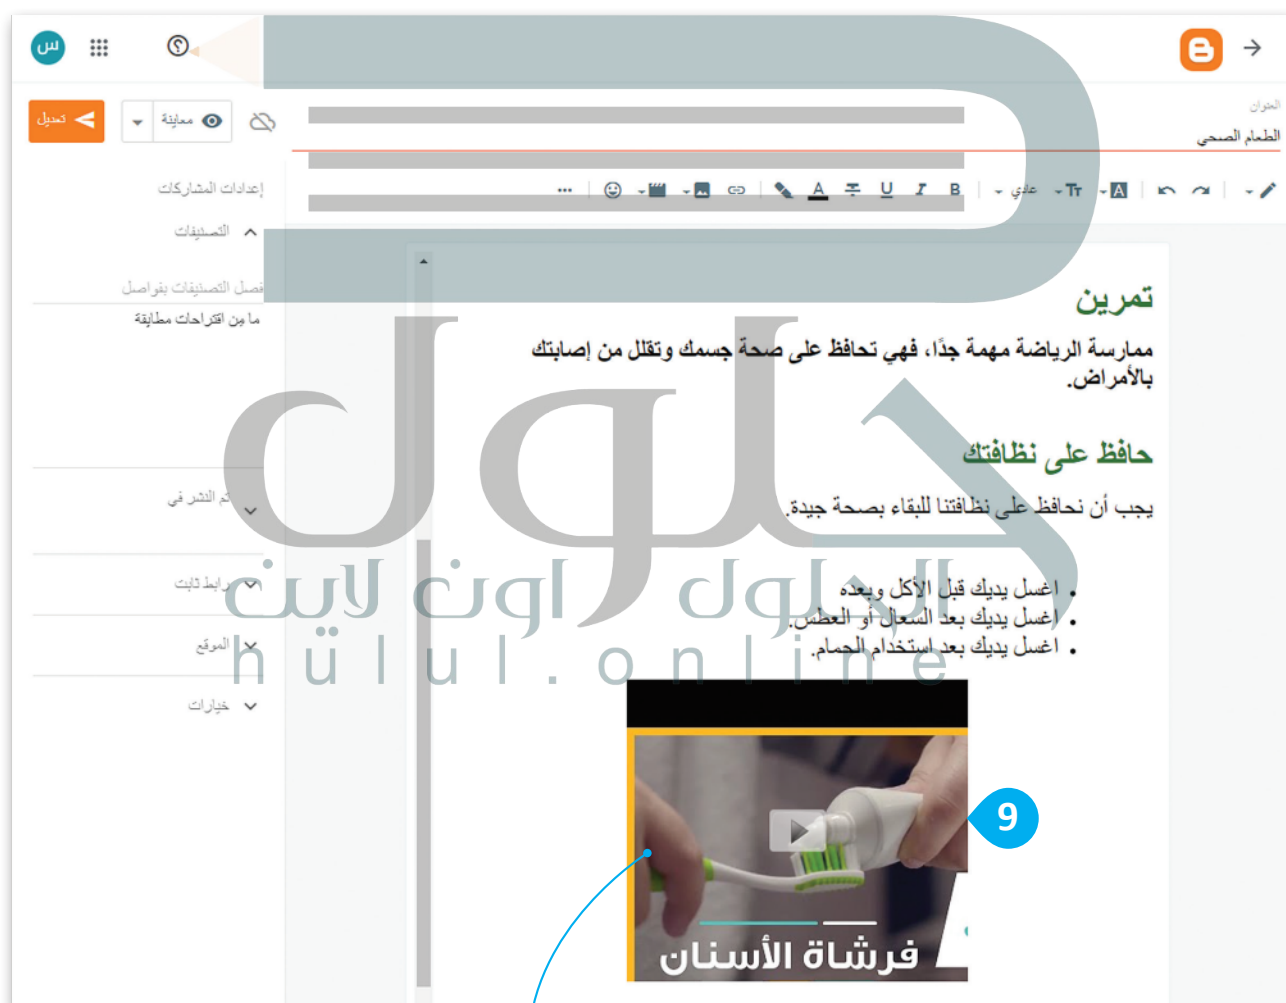 س
العنوان
الطعام الصحي
معاينة
تعديل
عادي
إعدادات المشاركات
التصنيفات
فصل التصنيفات بفواصل
ما من اقتراحات مطابقة
تم النشر في
رابط ثابت
الموقع
خيارات
تمرين
ممارسة الرياضة مهمة جدًا، فهي تحافظ على صحة جسمك وتقلل من إصابتك
بالأمراض.
حافظ على نظافتك
يجب أن نحافظ على نظافتنا للبقاء بصحة جيدة.
• اغسل يديك قبل الأكل وبعده
• اغسل يديك بعد السعال أو العطس.
• اغسل يديك بعد استخدام الحمام.
9
فرشاة الأسنان
حلول
الحلول اون لاين
hülul.online